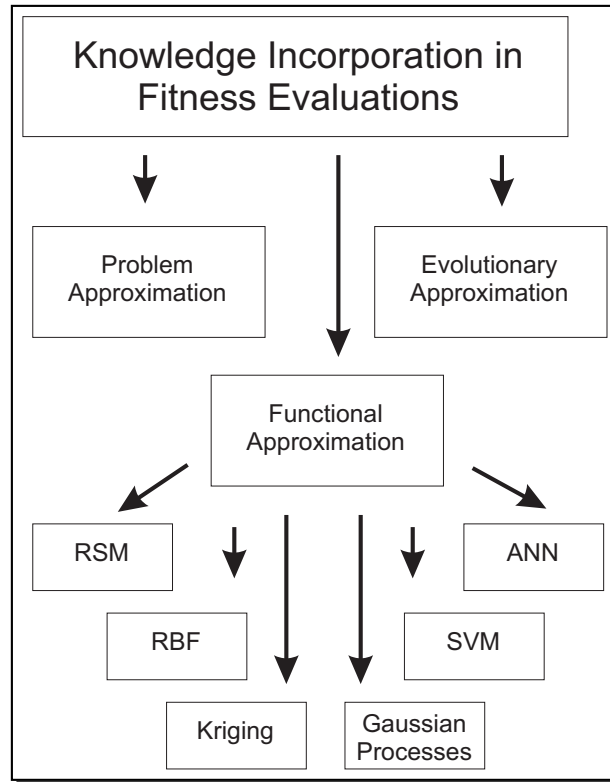 Knowledge Incorporation in
Fitness Evaluations
Problem
Approximation
Evolutionary
Approximation
Functional
Approximation
RSM
ANN
RBF
SVM
Kriging
Gaussian
Processes